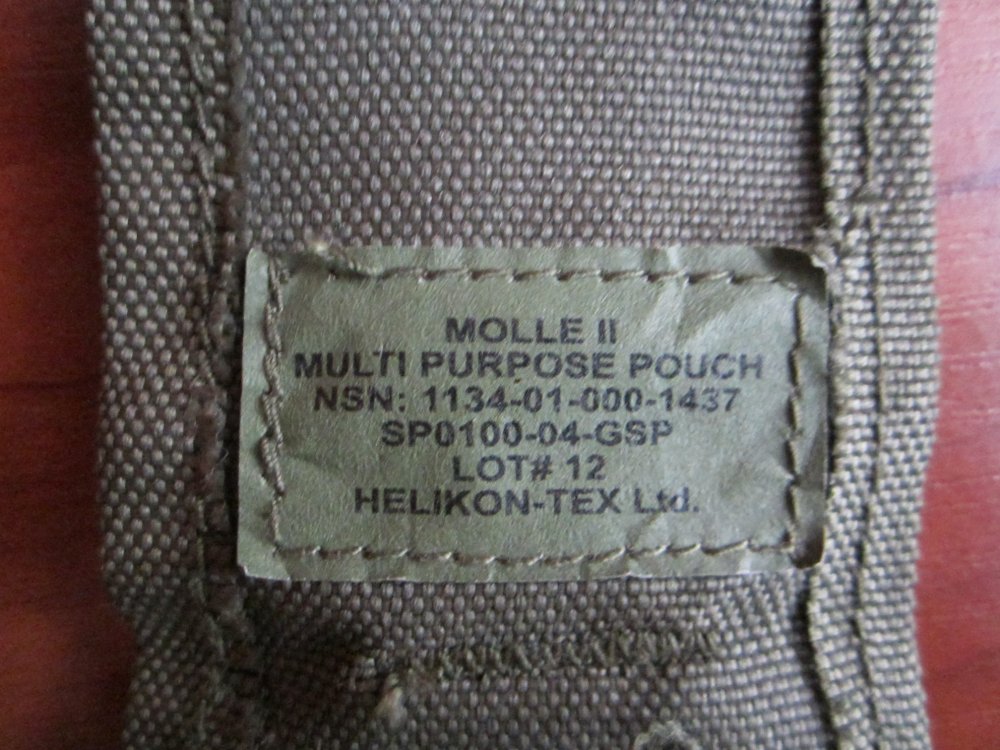 MOLLE II
MULTI PURPOSE POUCH
NSN: 1134-01-000-1437
SP0100-04-GSP
LOT# 12
HELIKON-TEX Ltd.